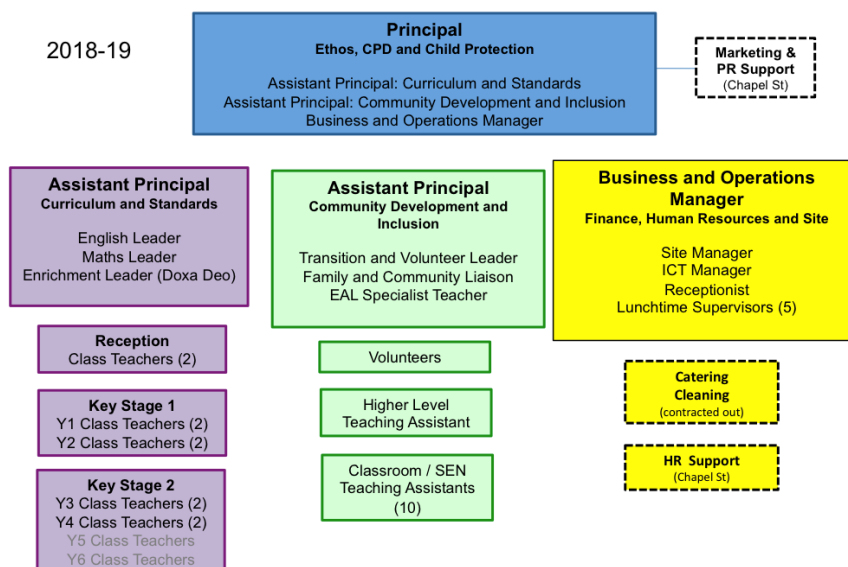 2018-19
Principal
Ethos, CPD and Child Protection
Assistant Principal: Curriculum and Standards
Assistant Principal: Community Development and Inclusion
Business and Operations Manager
Marketing &
PR Support
(Chapel St)
Assistant Principal
Curriculum and Standards
English Leader
Maths Leader
Enrichment Leader (Doxa Deo)
Reception
Class Teachers (2)
Key Stage 1
Y1 Class Teachers (2)
Y2 Class Teachers (2)
Key Stage 2
Y3 Class Teachers (2)
Y4 Class Teachers (2)
Y5 Class Teachers
Y6 Class Teachers
Assistant Principal
Community Development and
Inclusion
Transition and Volunteer Leader
Family and Community Liaison
EAL Specialist Teacher
Volunteers
Higher Level
Teaching Assistant
Classroom / SEN
Teaching Assistants
(10)
Business and Operations
Manager
Finance, Human Resources and Site
Site Manager
ICT Manager
Receptionist
Lunchtime Supervisors (5)
Catering
Cleaning
(contracted out)
HR Support
(Chapel St)